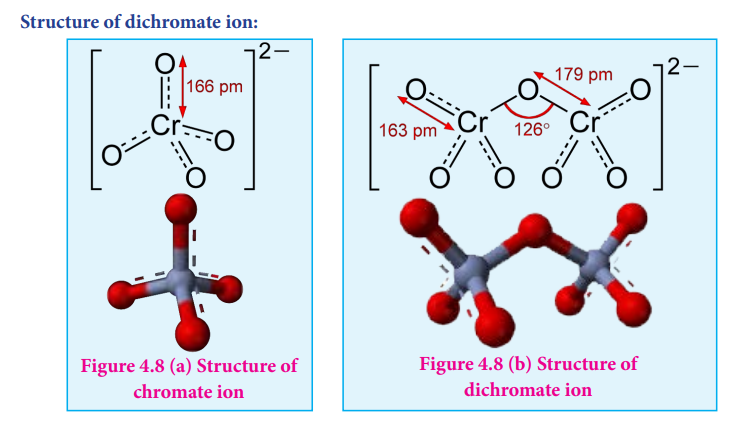 Structure of dichromate ion:
2−
O
166 pm
Cr
O
O
O
Figure 4.8 (a) Structure of
chromate ion
2−
179 pm
O
O
O
163 pm
Cr
126°
Cr
O
O
O
O
Figure 4.8 (b) Structure of
dichromate ion